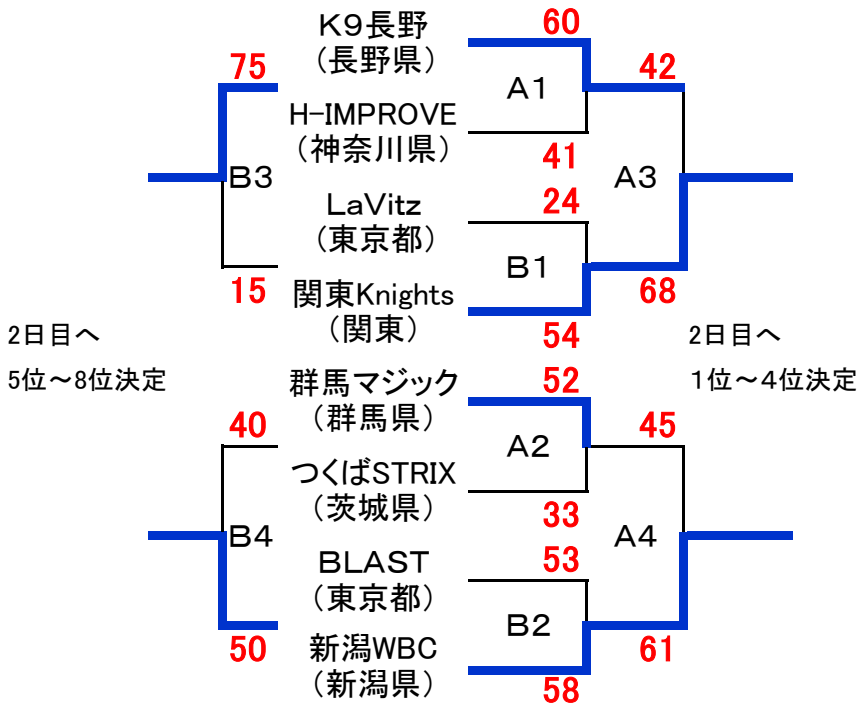 K9長野
(長野県)
60
75
42
A1
H-IMPROVE
(神奈川県)
41
B3
A3
LaVitz
(東京都)
24
B1
15
関東Knights
(関東)
54
68
2日目へ
5位～8位決定
2日目へ
1位～4位決定
群馬マジック
(群馬県)
52
40
45
A2
つくばSTRIX
(茨城県)
33
B4
A4
BLAST
(東京都)
53
B2
50
新潟WBC
(新潟県)
58
61